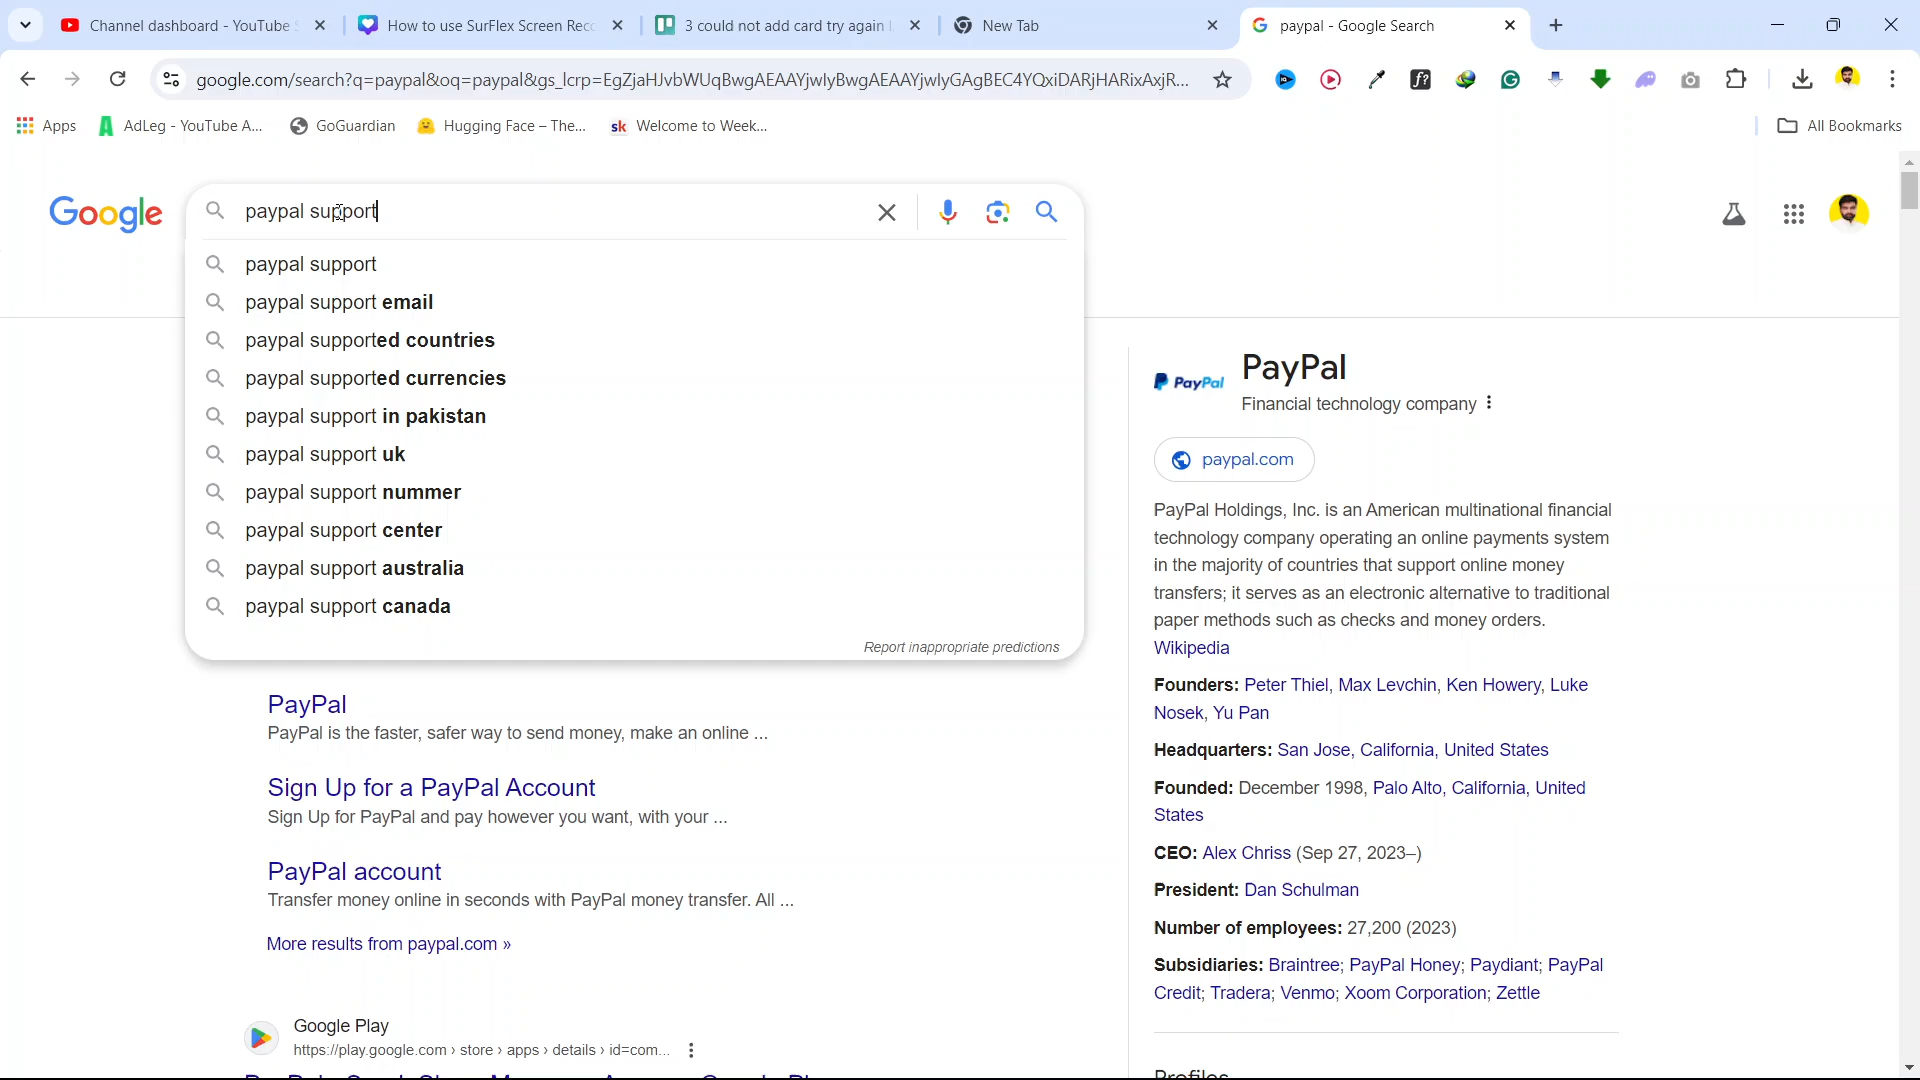 Channel dashboard - YouTube S
How to use SurFlex Screen Reco
3 could not add card try again
New Tab
paypal - Google Search
google.com/search?q=paypal&oq=paypal&gs_lcrp=EgZjaHJvbWUqBwgAEAAYjwIyBwgAEAAYjwIyGAgBEC4YQxiDARjHARixAxjR...
Apps
AdLeg - YouTube A...
GoGuardian
Hugging Face – The...
sk Welcome to Week...
All Bookmarks
Google
paypal support
paypal support
paypal support email
paypal supported countries
paypal supported currencies
paypal support in pakistan
paypal support uk
paypal support nummer
paypal support center
paypal support australia
paypal support canada
Report inappropriate predictions
PayPal
PayPal is the faster, safer way to send money, make an online ...
Sign Up for a PayPal Account
Sign Up for PayPal and pay however you want, with your ...
PayPal account
Transfer money online in seconds with PayPal money transfer. All ...
More results from paypal.com »
Google Play
https://play.google.com › store › apps › details › id=com...
PayPal
PayPal
Financial technology company
paypal.com
PayPal Holdings, Inc. is an American multinational financial
technology company operating an online payments system
in the majority of countries that support online money
transfers; it serves as an electronic alternative to traditional
paper methods such as checks and money orders.
Wikipedia
Founders: Peter Thiel, Max Levchin, Ken Howery, Luke
Nosek, Yu Pan
Headquarters: San Jose, California, United States
Founded: December 1998, Palo Alto, California, United
States
CEO: Alex Chriss (Sep 27, 2023–)
President: Dan Schulman
Number of employees: 27,200 (2023)
Subsidiaries: Braintree; PayPal Honey; Paydiant; PayPal
Credit; Tradera; Venmo; Xoom Corporation; Zettle
Profiles